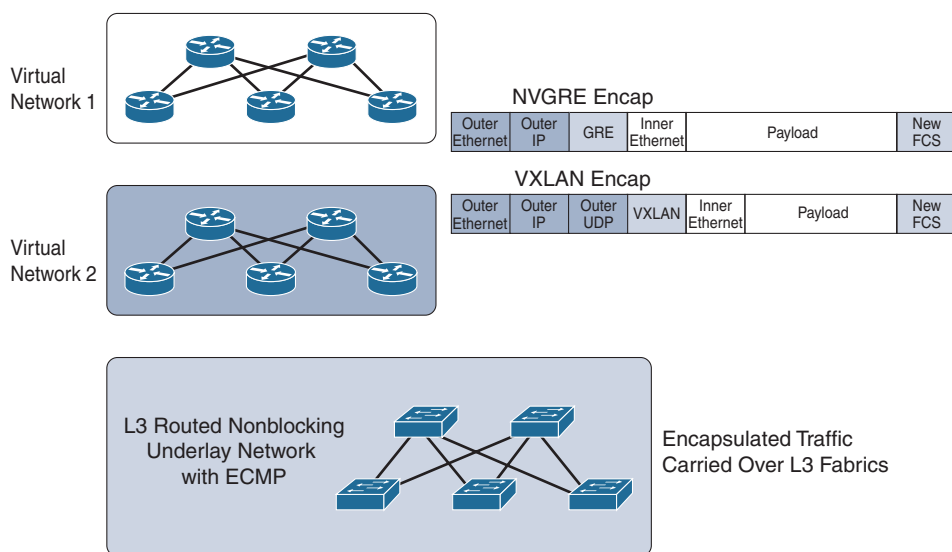 Virtual
Network 1
NVGRE Encap
Outer
Ethernet
Outer
IP
GRE
Inner
Ethernet
Payload
New
FCS
VXLAN Encap
Outer
Ethernet
Outer
IP
Outer
UDP
VXLAN
Inner
Ethernet
Payload
New
FCS
Virtual
Network 2
L3 Routed Nonblocking
Underlay Network
with ECMP
Encapsulated Traffic
Carried Over L3 Fabrics